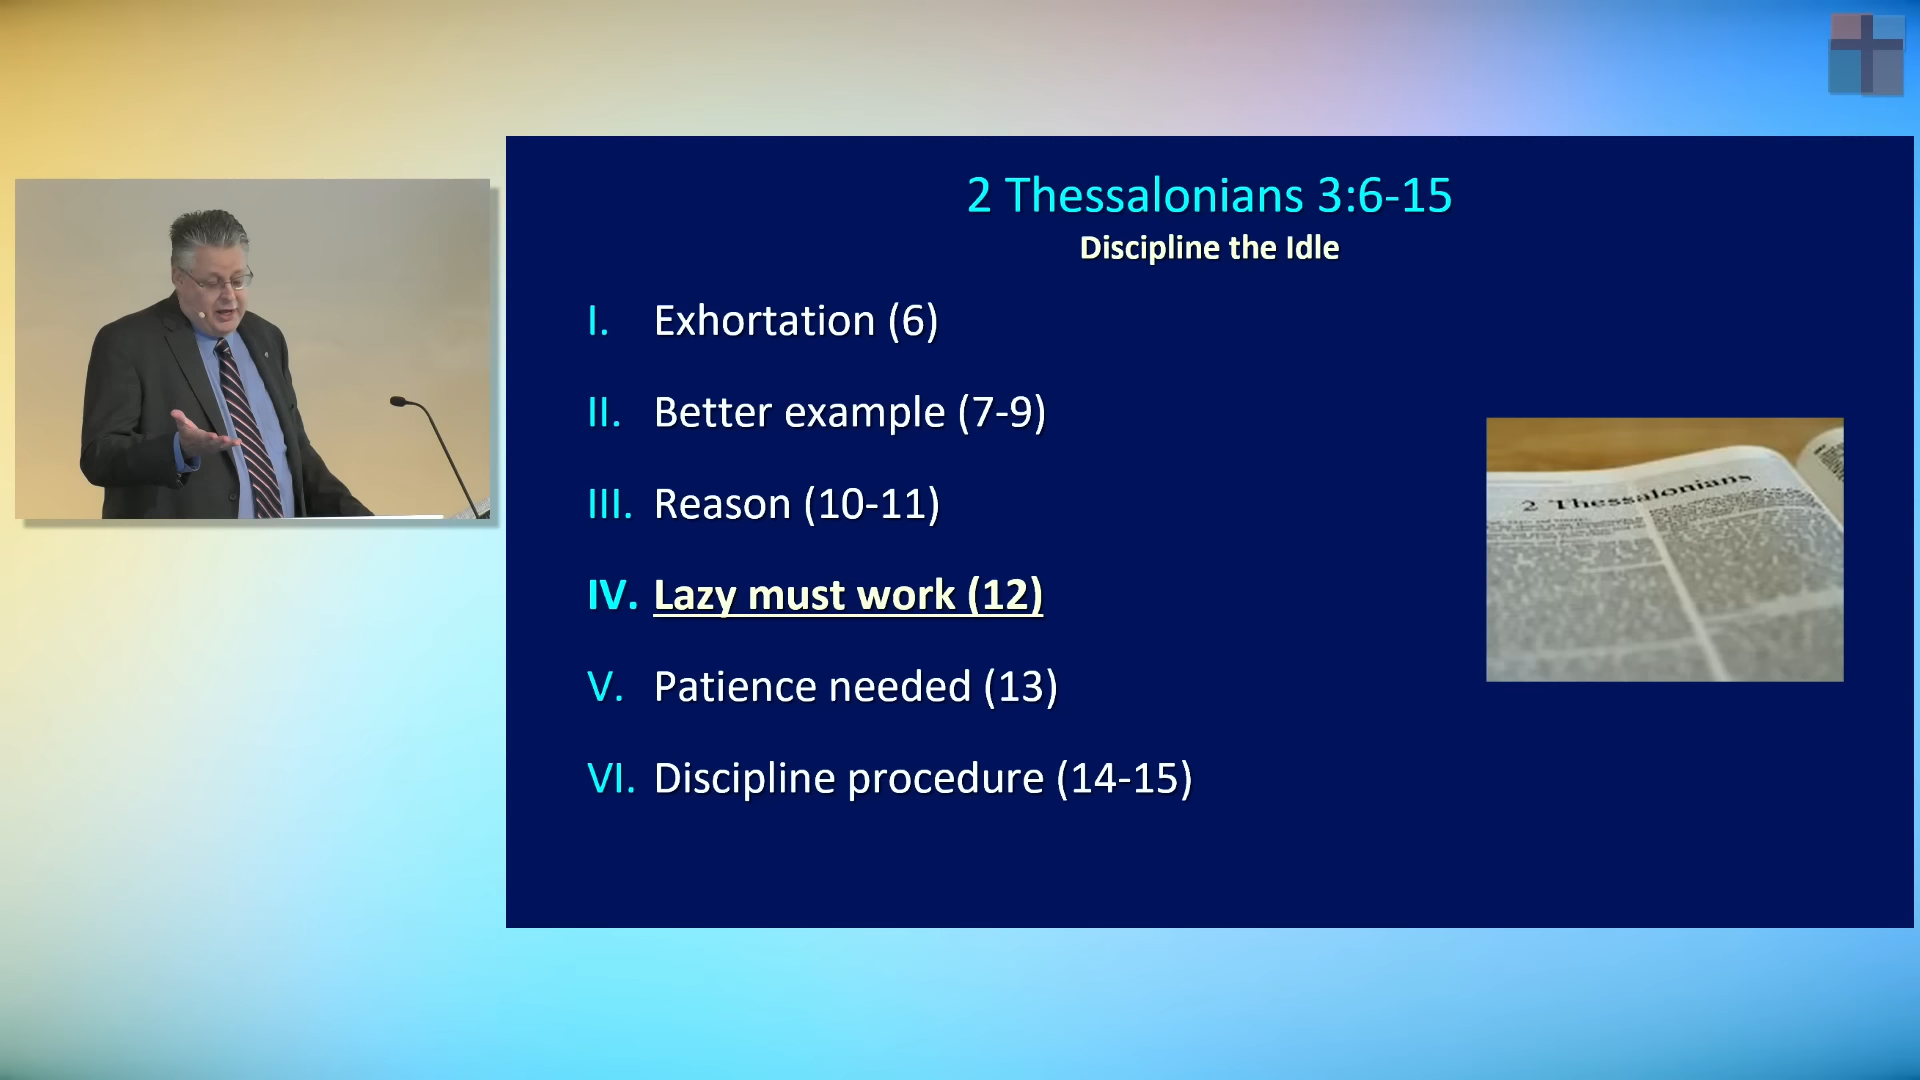 2 Thessalonians 3:6-15
Discipline the Idle
I. Exhortation (6)
II. Better example (7-9)
III. Reason (10-11)
IV. Lazy must work (12)
V. Patience needed (13)
VI. Discipline procedure (14-15)
2 Thessalonians